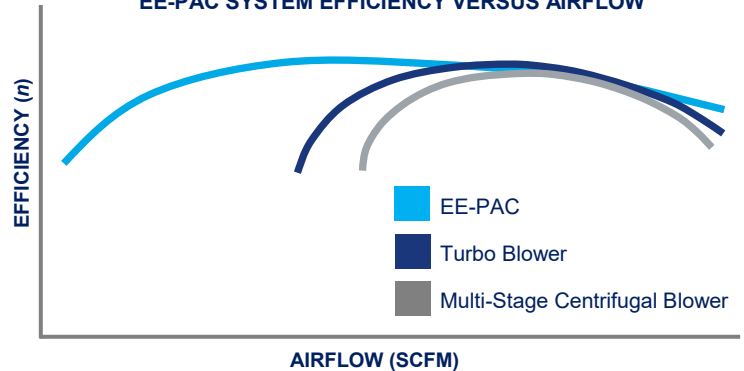 EE-PAC SYSTEM EFFICIENCY VERSUS AIRFLOW
EFFICIENCY (n)
EE-PAC
Turbo Blower
Multi-Stage Centrifugal Blower
AIRFLOW (SCFM)